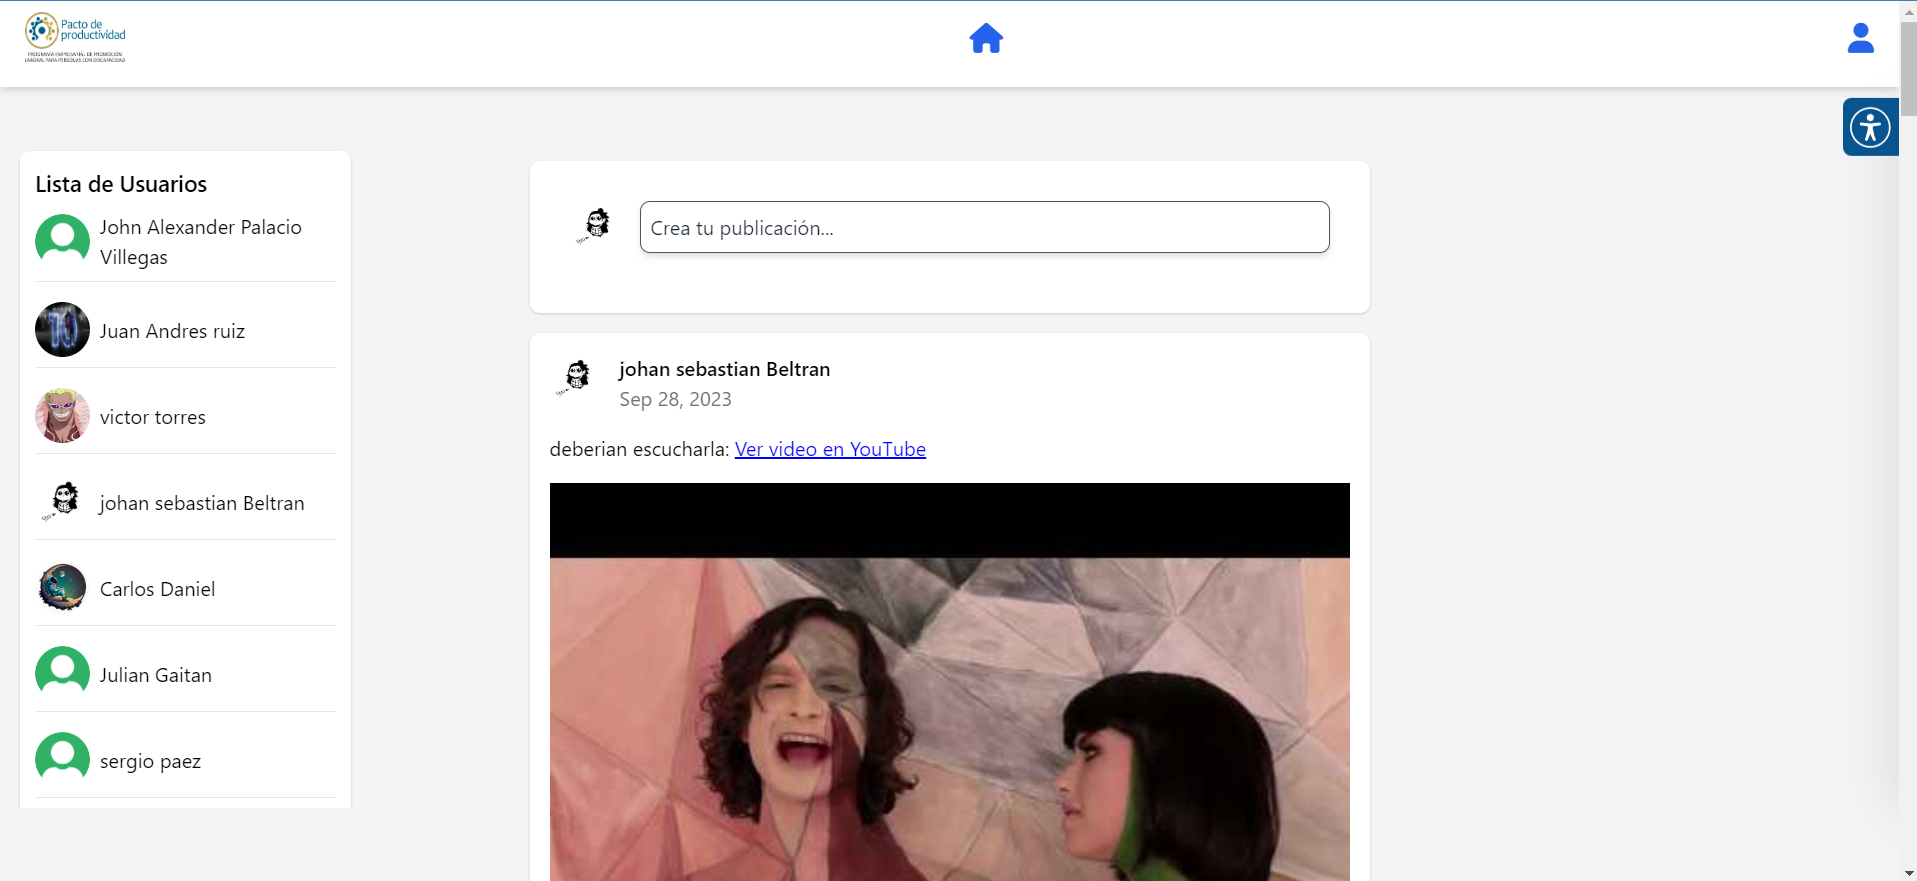 Pacto de
productividad
PROGRAMA EMPRESARIAL DE PROMOCIÓN
LABORAL PARA PERSONAS CON DISCAPACIDAD
Lista de Usuarios
John Alexander Palacio
Villegas
Juan Andres ruiz
victor torres
johan sebastian Beltran
Carlos Daniel
Julian Gaitan
sergio paez
Crea tu publicación...
johan sebastian Beltran
Sep 28, 2023
deberian escucharla: Ver video en YouTube